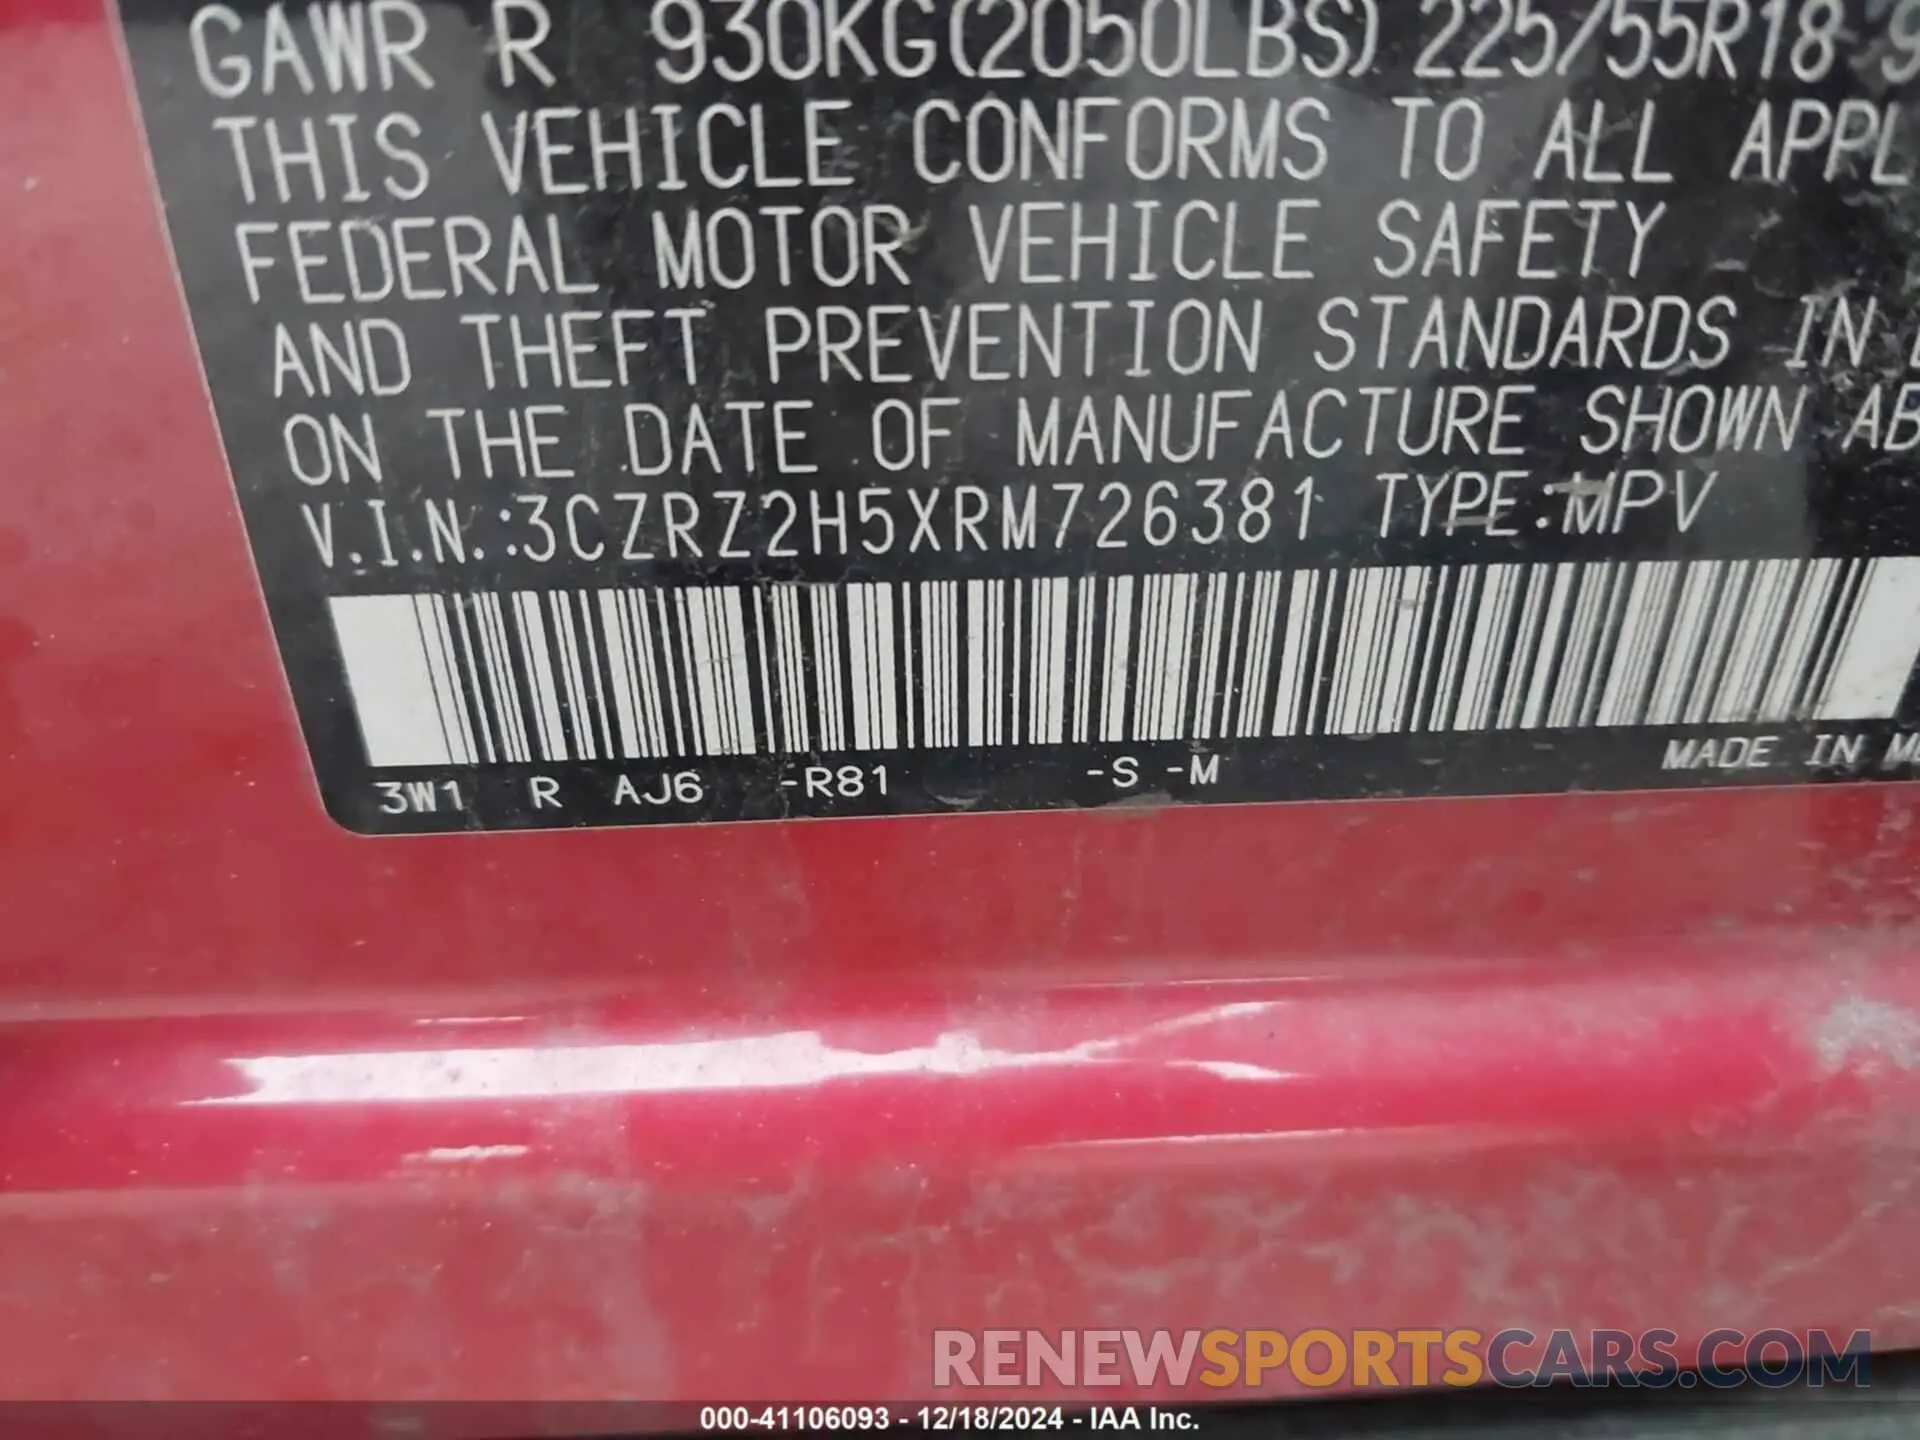 GAWR R 930KG(2050LBS) 225/55R18
THIS VEHICLE CONFORMS TO ALL APPL
FEDERAL MOTOR VEHICLE SAFETY
AND THEFT PREVENTION STANDARDS IN
ON THE DATE OF MANUFACTURE SHOWN AB
V.I.N.:3CZRZ2H5XRM726381 TYPE:MPV
3W1 R AJ6 -R81 -S -M MADE IN M
RENEWSPORTSCARS.COM
000-41106093 - 12/18/2024 - IAA Inc.